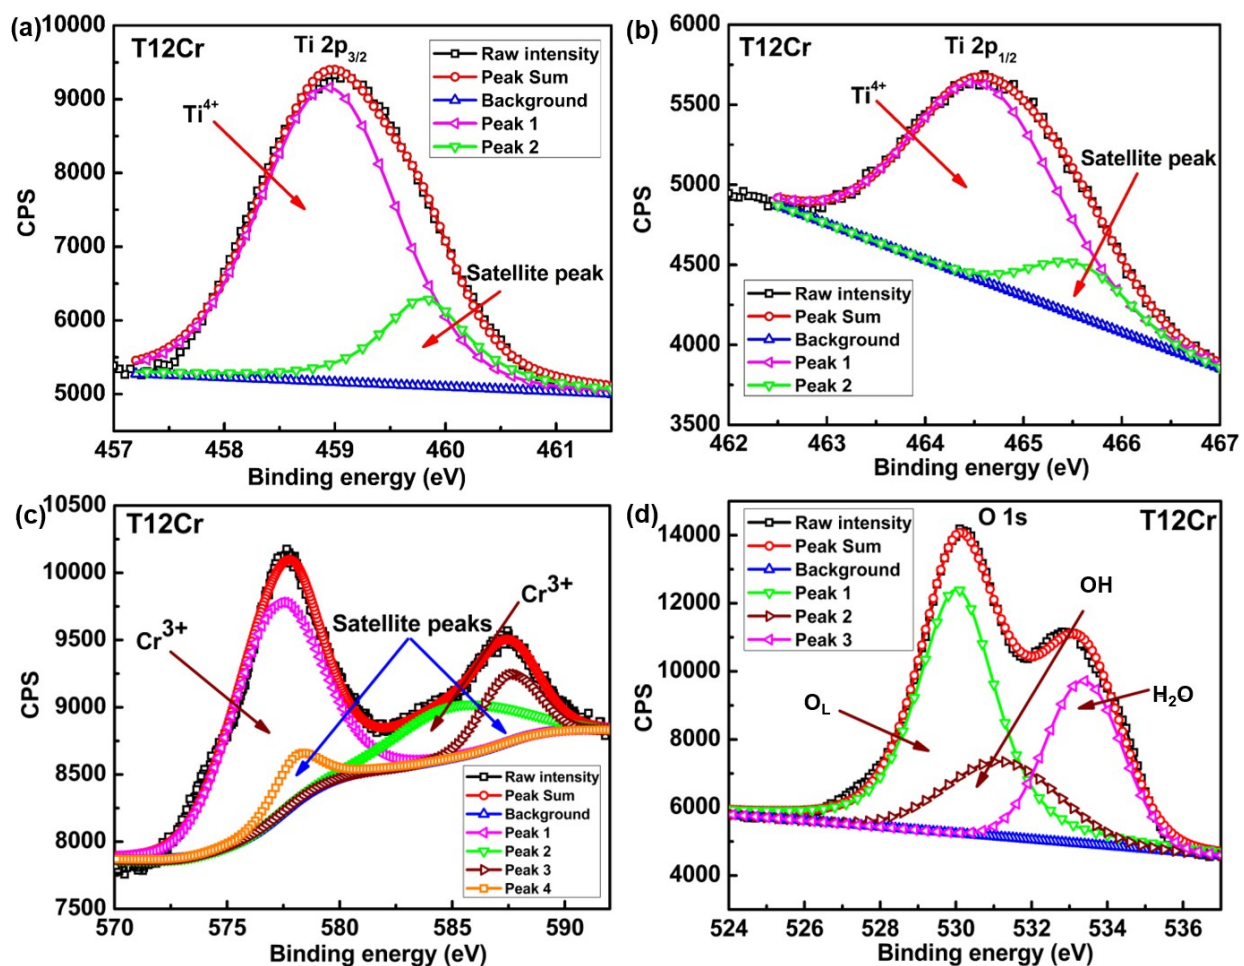 (a)
T12Cr
Ti 2p3/2
Raw intensity
Peak Sum
Background
Peak 1
Peak 2
Ti4+
Satellite peak
CPS
10000
9000
8000
7000
6000
5000
457 458 459 460 461
Binding energy (eV)
(b)
T12Cr
Ti 2p1/2
Ti4+
Satellite peak
Raw intensity
Peak Sum
Background
Peak 1
Peak 2
CPS
6000
5500
5000
4500
4000
3500
462 463 464 465 466 467
Binding energy (eV)
(c)
T12Cr
Cr3+
Satellite peaks
Cr3+
Raw intensity
Peak Sum
Background
Peak 1
Peak 2
Peak 3
Peak 4
CPS
10500
10000
9500
9000
8500
8000
7500
570 575 580 585 590
Binding energy (eV)
(d)
O 1s
T12Cr
Raw intensity
Peak Sum
Background
Peak 1
Peak 2
Peak 3
OH
OL
H2O
CPS
14000
12000
10000
8000
6000
4000
524 526 528 530 532 534 536
Binding energy (eV)